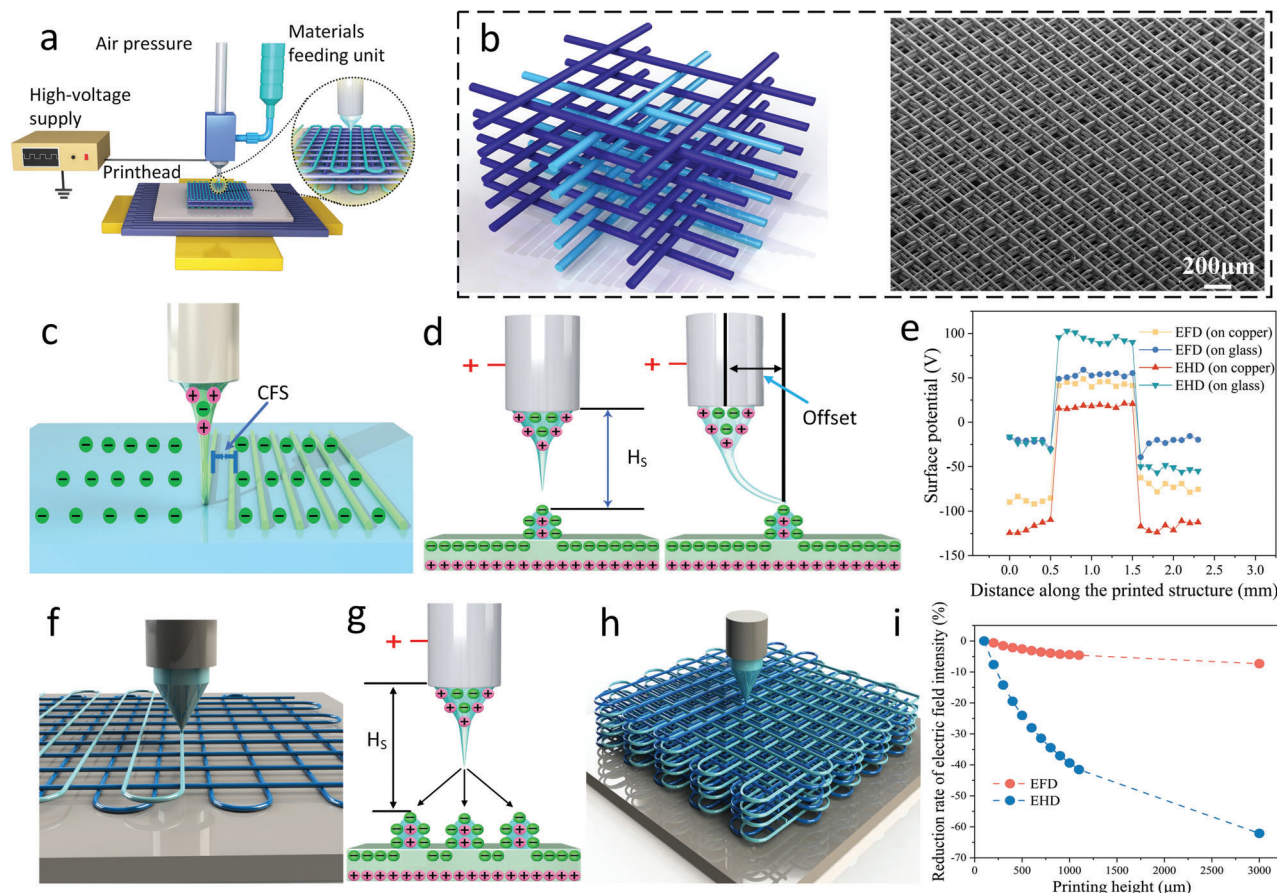 a
Air pressure
Materials
feeding unit
High-voltage
supply
Printhead
b
200μm
c
CFS
d
+
+
Offset
Hs
e
Surface potential (V)
100
50
0
-50
-100
-150
EFD (on copper)
EFD (on glass)
EHD (on copper)
EHD (on glass)
0.0 0.5 1.0 1.5 2.0 2.5 3.0
Distance along the printed structure (mm)
f
g
+
Hs
h
i
Reduction rate of electric field intensity (%)
0
-10
-20
-30
-40
-50
-60
-70
EFD
EHD
0 500 1000 1500 2000 2500 3000
Printing height (μm)